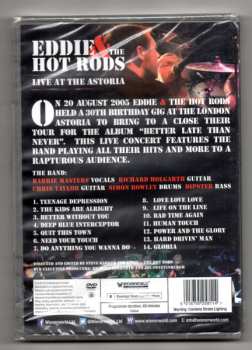 EDDIE & THE
HOT RODS
LIVE AT THE ASTORIA
ON 20 AUGUST 2005 EDDIE & THE HOT RODS
HELD A 30TH BIRTHDAY GIG AT THE LONDON
ASTORIA TO BRING TO A CLOSE THEIR
TOUR FOR THE ALBUM "BETTER LATE THAN
NEVER". THIS LIVE CONCERT FEATURES THE
BAND PLAYING ALL THEIR HITS AND MORE TO A
RAPTUROUS AUDIENCE.
THE BAND:
BARRIE MASTERS VOCALS RICHARD HOLGARTH GUITAR
CHRIS TAYLOR GUITAR SIMON HOWLEY DRUMS DIPSTER BASS
1. TEENAGE DEPRESSION
2. THE KIDS ARE ALRIGHT
3. BETTER WITHOUT YOU
4. DEEP BLUE INTERCEPTOR
5. QUIT THIS TOWN
6. NEED YOUR TOUCH
7. DO ANYTHING YOU WANNA DO
8. LOVE LOVE LOVE
9. LIFE ON THE LINE
10. BAD TIME AGAIN
11. HUMAN TOUCH
12. POWER AND THE GLORY
13. HARD DRIVIN' MAN
14. GLORIA
DVD